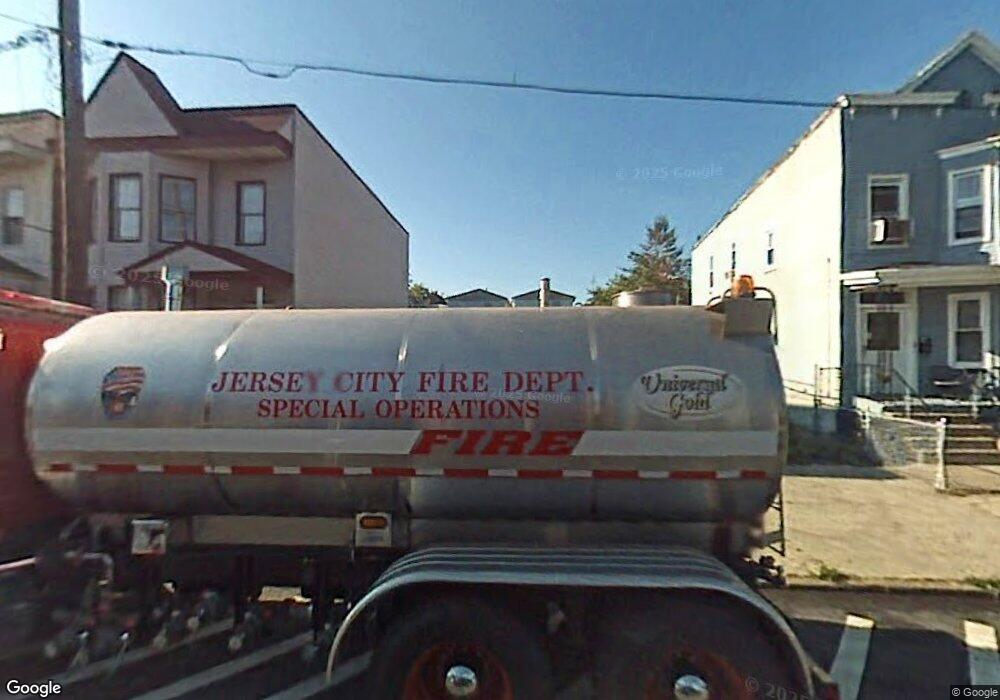 © 2025 Google
© 2025 Google
JERSEY CITY FIRE DEPT.
SPECIAL OPERATIONS
Universal
Gold
© 2025 Google
FIRE
Google
© 2025
© Google